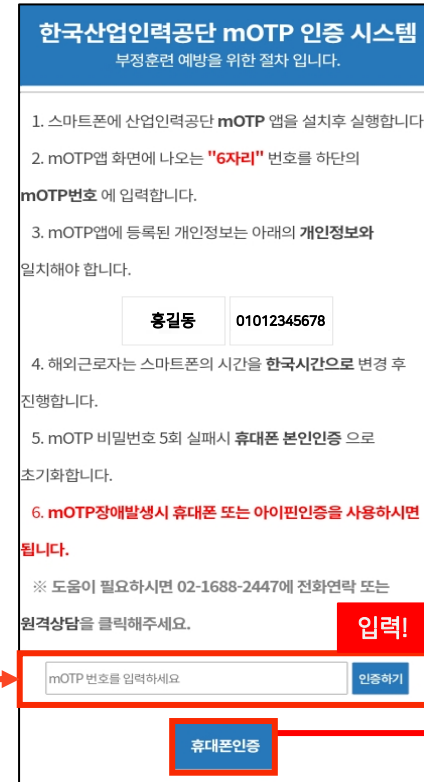 한국산업인력공단 mOTP 인증 시스템
부정훈련 예방을 위한 절차 입니다.
1. 스마트폰에 산업인력공단 mOTP 앱을 설치후 실행합니다
2. mOTP앱 화면에 나오는 "6자리" 번호를 하단의
mOTP번호 에 입력합니다.
3. mOTP앱에 등록된 개인정보는 아래의 개인정보와
일치해야 합니다.
홍길동 01012345678
4. 해외근로자는 스마트폰의 시간을 한국시간으로 변경 후
진행합니다.
5. mOTP 비밀번호 5회 실패시 휴대폰 본인인증 으로
초기화합니다.
6. mOTP장애발생시 휴대폰 또는 아이핀인증을 사용하시면
됩니다.
※ 도움이 필요하시면 02-1688-2447에 전화연락 또는
원격상담을 클릭해주세요.
입력!
mOTP 번호를 입력하세요 인증하기
휴대폰인증